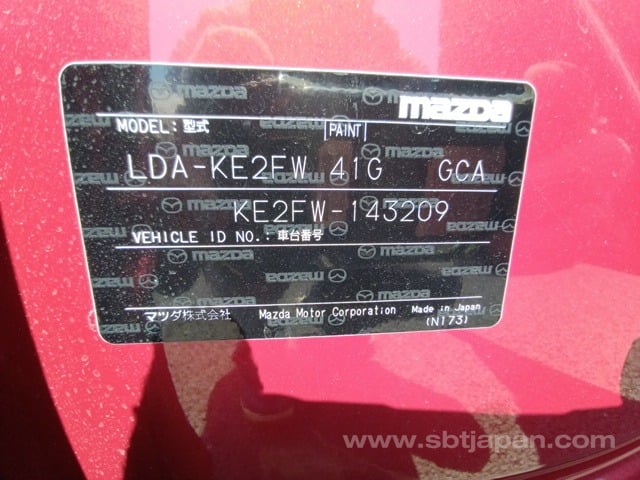 mazda
MODEL: 型式 PAINT
LDA-KE2FW 41G GCA
KE2FW-143209
VEHICLE ID NO.: 車台番号
マツダ株式会社 Mazda Motor Corporation Made in Japan
(N173)
www.sbtjapan.com